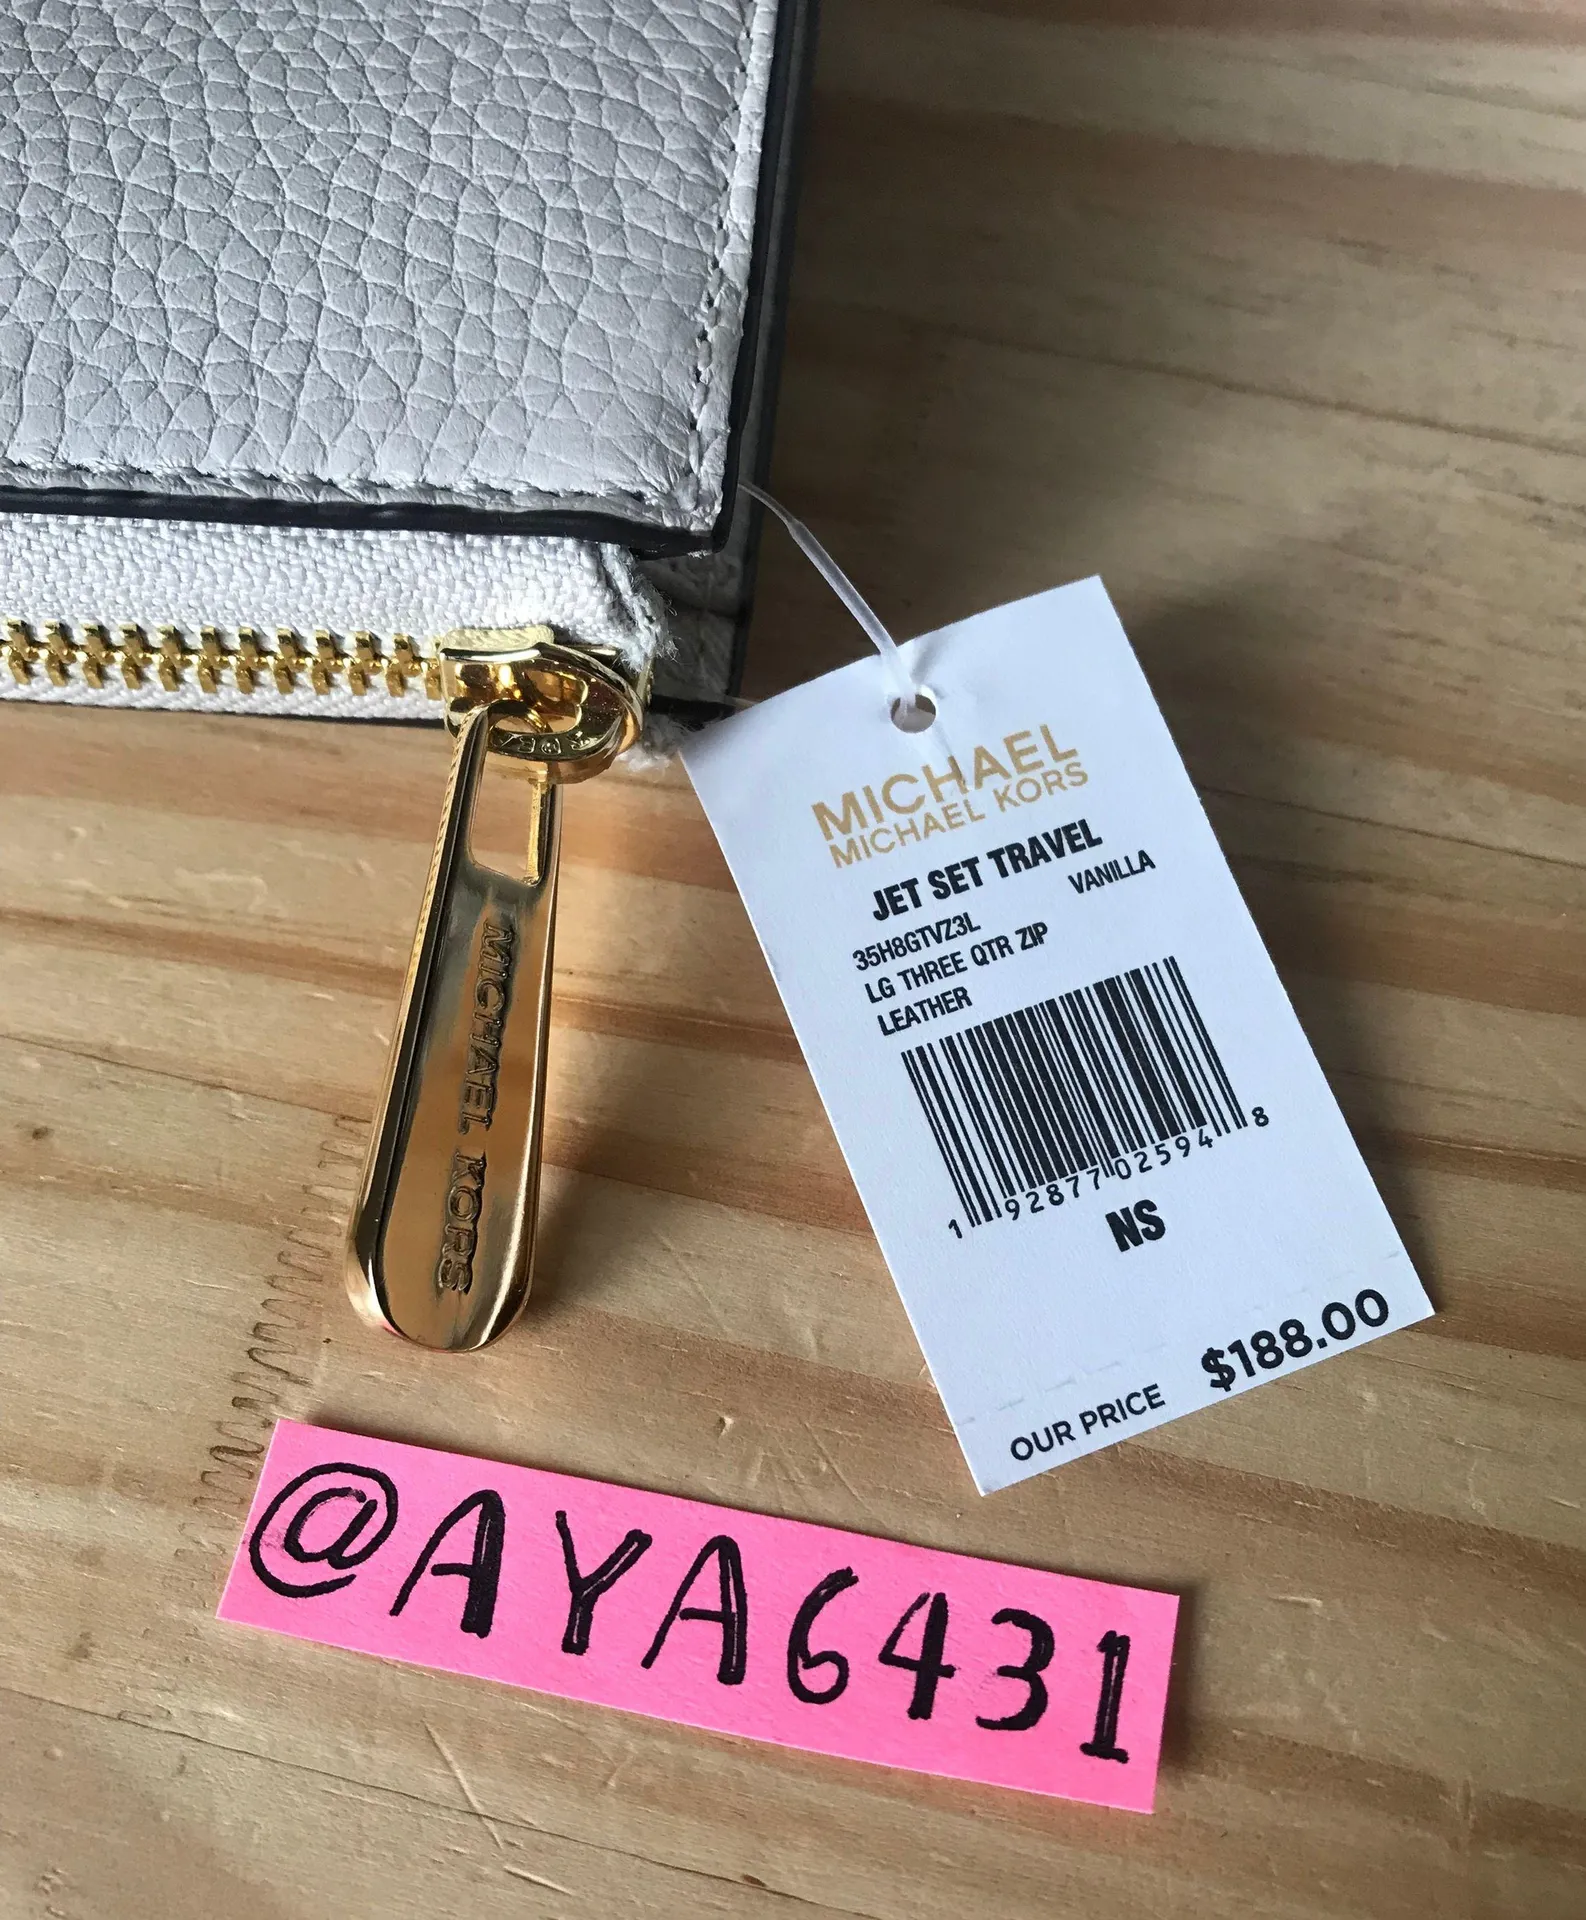 MICHAEL
MICHAEL KORS
JET SET TRAVEL
VANILLA
35H8GTVZ3L
LG THREE QTR ZIP
LEATHER
1 92877 02594 8
NS
OUR PRICE $188.00
MICHAEL KORS
@AYA6431